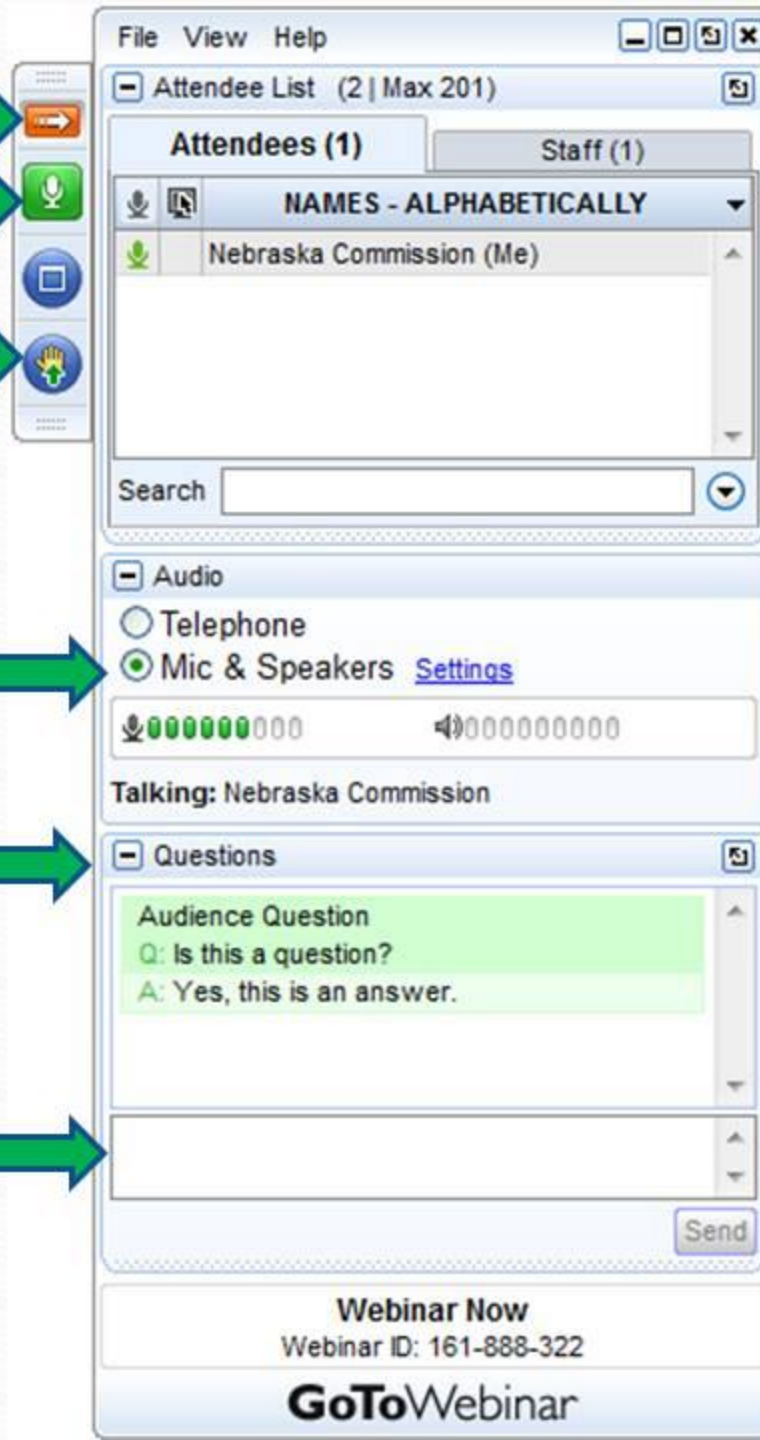 File View Help
Attendee List (2 | Max 201)
Attendees (1) Staff (1)
NAMES - ALPHABETICALLY
Nebraska Commission (Me)
Search
Audio
Telephone
Mic & Speakers Settings
Talking: Nebraska Commission
Questions
Audience Question
Q: Is this a question?
A: Yes, this is an answer.
Send
Webinar Now
Webinar ID: 161-888-322
GoToWebinar